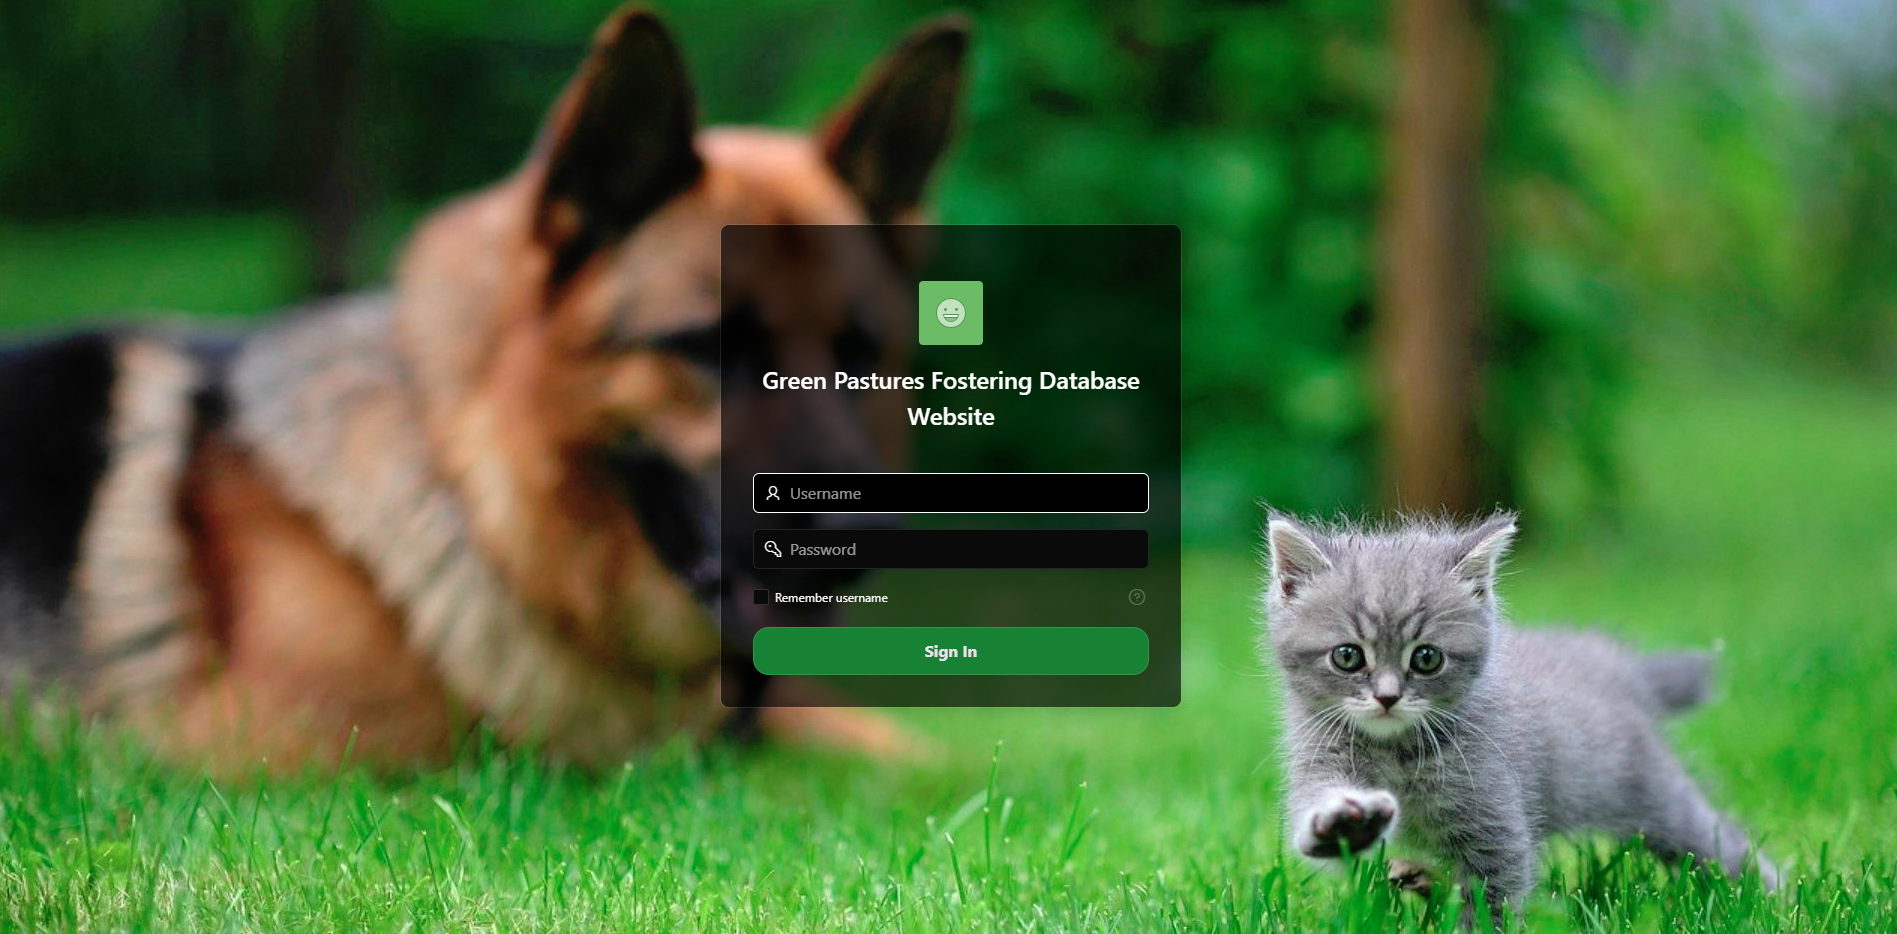 Green Pastures Fostering Database
Website
Username
Password
Remember username
?
Sign In